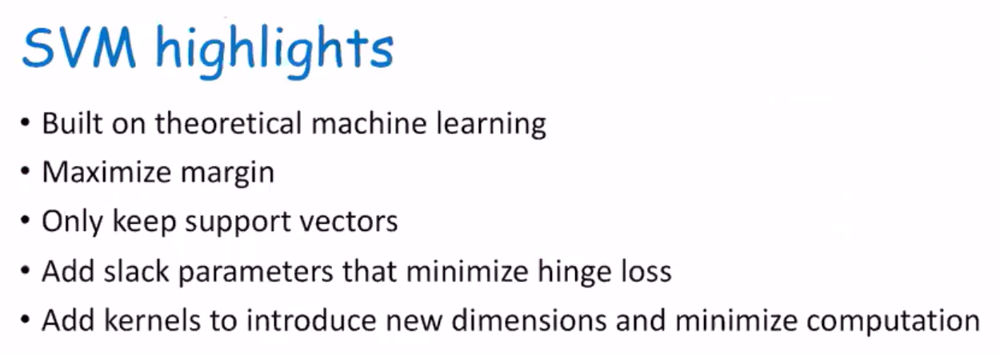 SVM highlights
• Built on theoretical machine learning
• Maximize margin
• Only keep support vectors
• Add slack parameters that minimize hinge loss
• Add kernels to introduce new dimensions and minimize computation